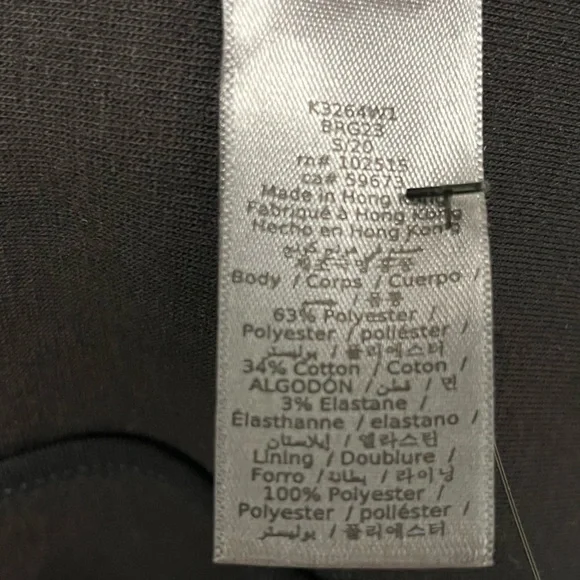 K3264W1
BRG23
S/20
rn# 102515
ca# 59673
Made in Hong Kong
Fabriqué à Hong Kong
Hecho en Hong Kong
Body / Corps / Cuerpo /
/ 몸통
63% Polyester /
Polyester / poliéster /
بوليستر / 폴리에스터
34% Cotton / Coton /
ALGODÓN / قطن / 면
3% Elastane /
Élasthanne / elastano /
إيلاستان / 엘라스틴
Lining / Doublure /
Forro / بطانة / 라이닝
100% Polyester /
Polyester / poliéster /
بوليستر / 폴리에스터